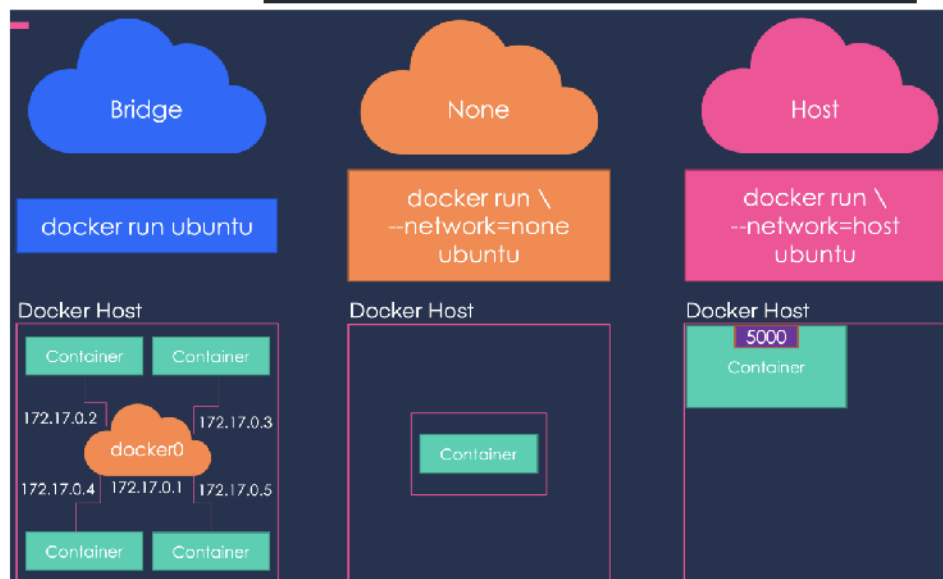 Bridge
None
Host
docker run ubuntu
docker run \
--network=none
ubuntu
docker run \
--network=host
ubuntu
Docker Host
Container
Container
172.17.0.2
172.17.0.3
docker0
172.17.0.4
172.17.0.1
172.17.0.5
Container
Container
Docker Host
Container
Docker Host
5000
Container